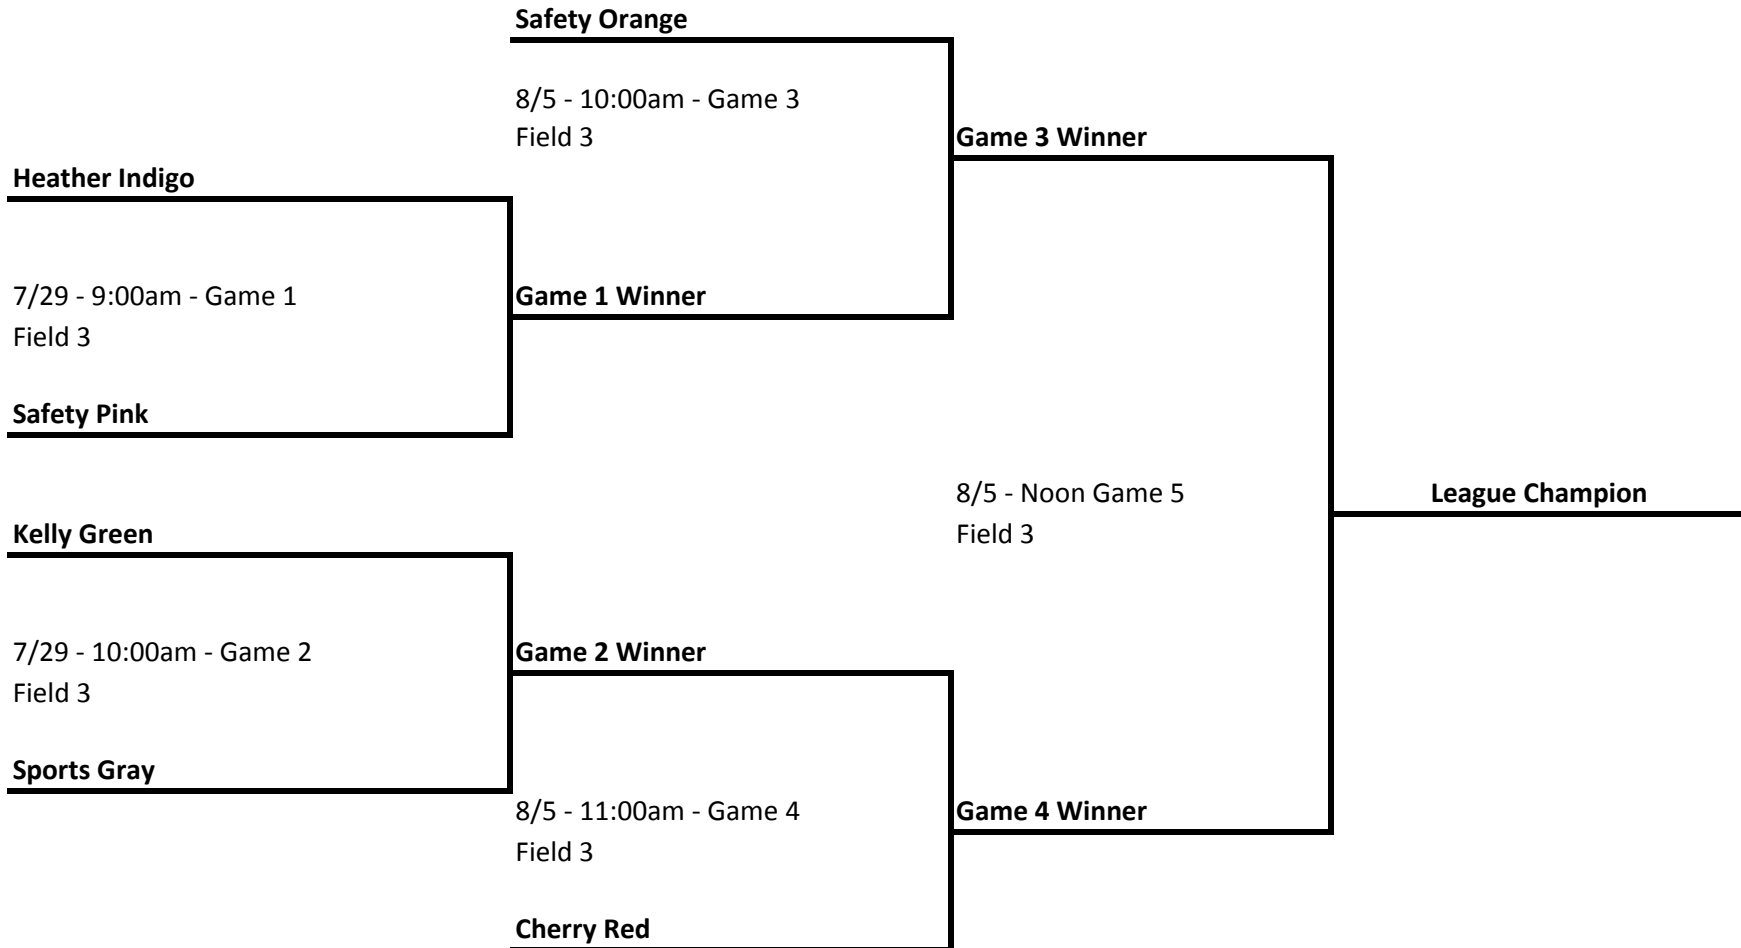 Safety Orange
8/5 - 10:00am - Game 3
Field 3
Game 3 Winner
Heather Indigo
7/29 - 9:00am - Game 1
Field 3
Game 1 Winner
Safety Pink
8/5 - Noon Game 5
Field 3
League Champion
Kelly Green
7/29 - 10:00am - Game 2
Field 3
Game 2 Winner
Sports Gray
8/5 - 11:00am - Game 4
Field 3
Game 4 Winner
Cherry Red